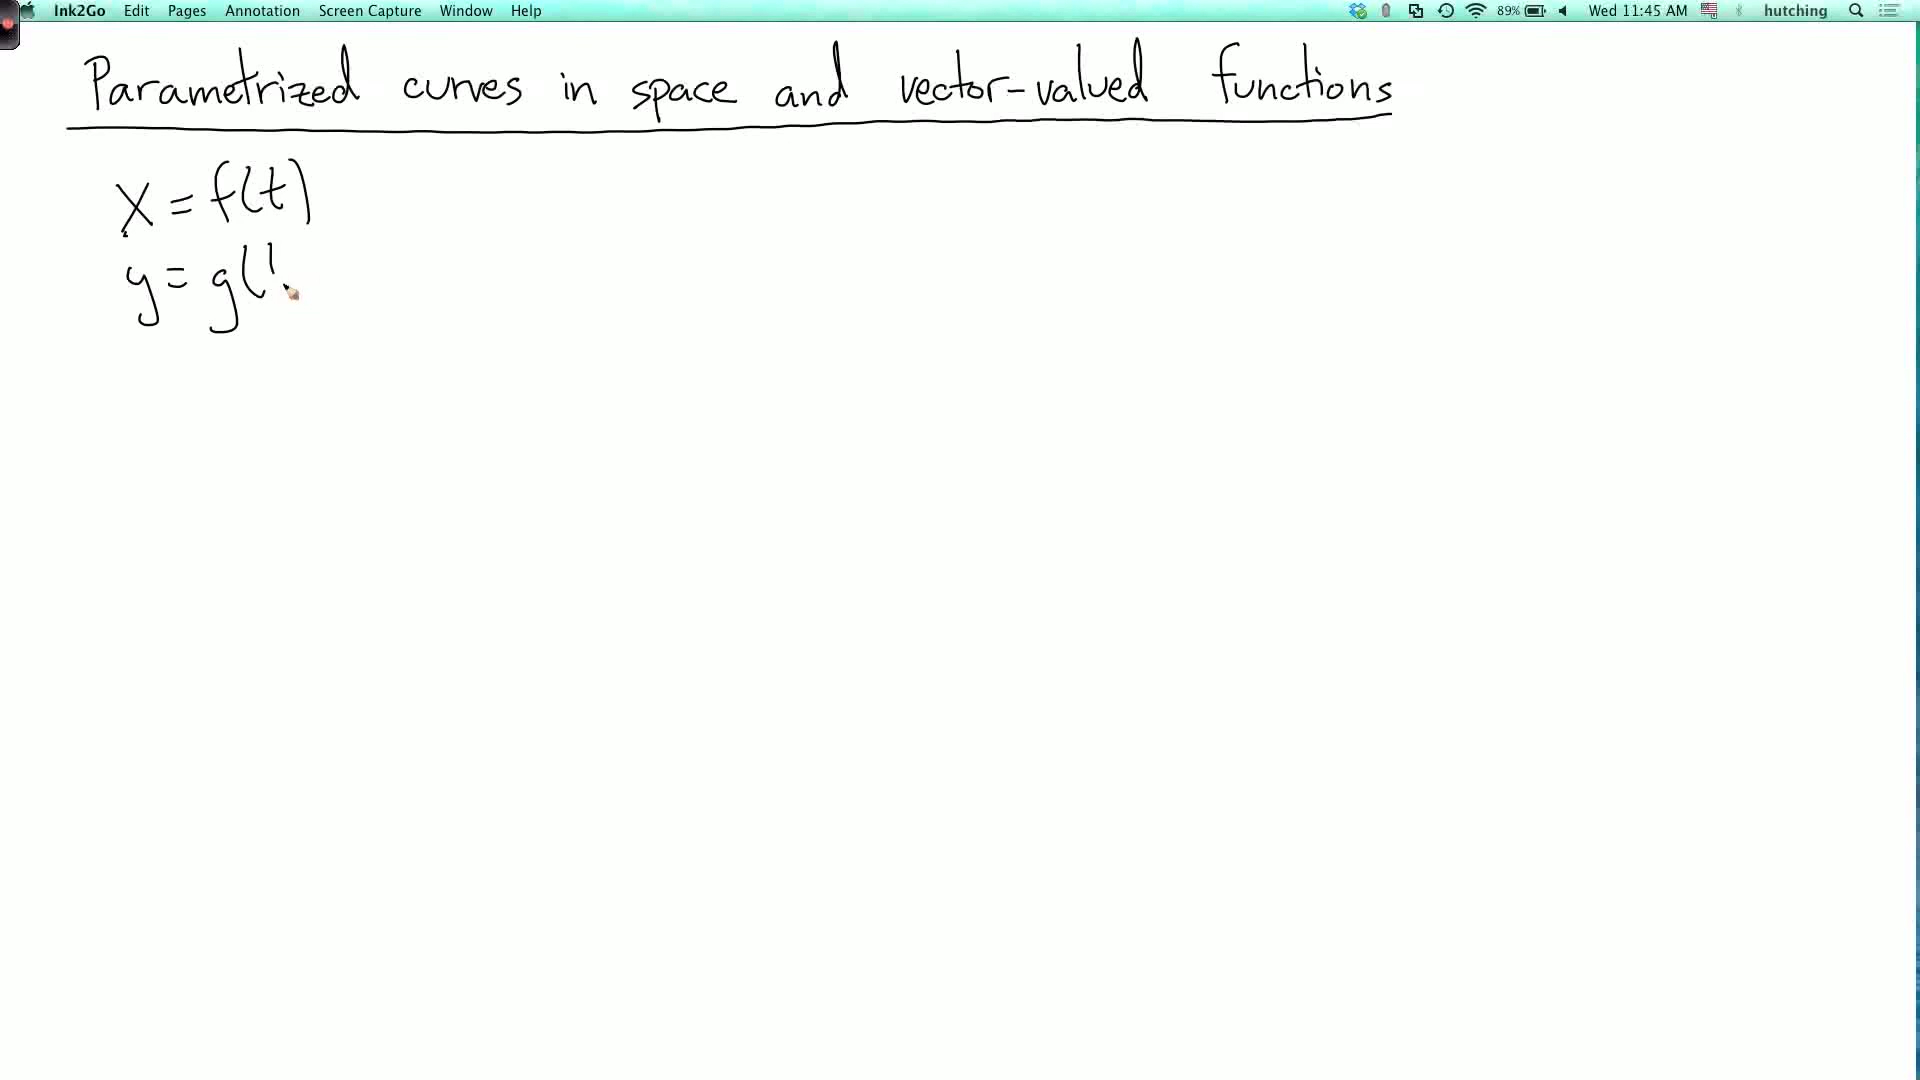 Ink2Go Edit Pages Annotation Screen Capture Window Help 89% Wed 11:45 AM hutching
Parametrized curves in space and vector-valued functions
x = f(t)
y = g(